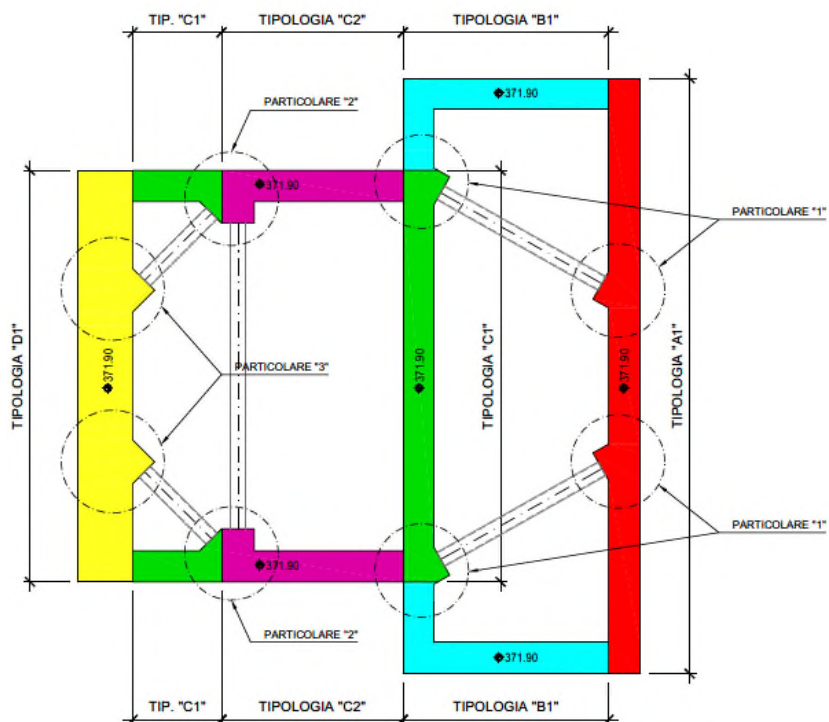 TIP. "C1"
TIPOLOGIA "C2"
TIPOLOGIA "B1"
371.90
PARTICOLARE "2"
371.90
PARTICOLARE "1"
TIPOLOGIA "D1"
371.90
PARTICOLARE "3"
371.90
TIPOLOGIA "C1"
371.90
TIPOLOGIA "A1"
PARTICOLARE "1"
371.90
PARTICOLARE "2"
371.90
TIP. "C1"
TIPOLOGIA "C2"
TIPOLOGIA "B1"